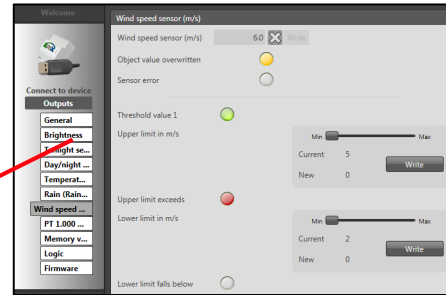 Welcome
Connect to device
Outputs
General
Brightness
Twilight se...
Day/night ...
Temperat...
Rain (Rain...
Wind speed ...
PT 1.000 ...
Memory v...
Logic
Firmware
Wind speed sensor (m/s)
Wind speed sensor (m/s) 6.0 Write
Object value overwritten
Sensor error
Threshold value 1
Upper limit in m/s Min Max
Current 5
Write
New 0
Upper limit exceeds
Lower limit in m/s Min Max
Current 2
Write
New 0
Lower limit falls below